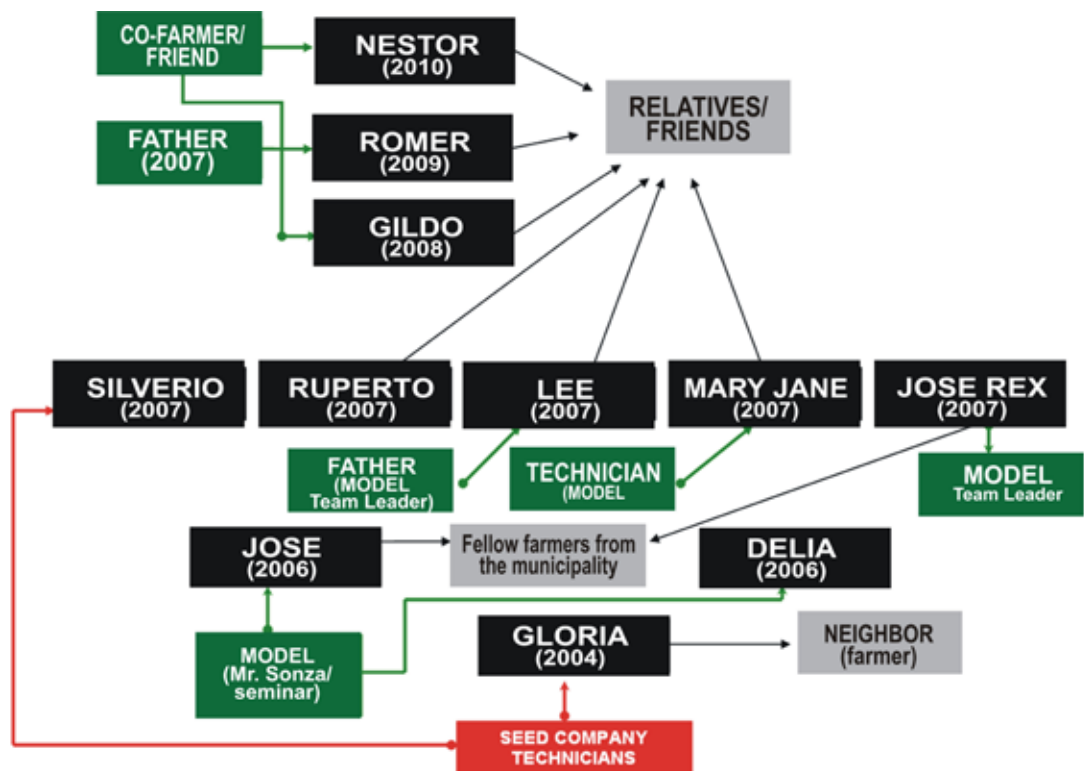 CO-FARMER/
FRIEND
NESTOR
(2010)
RELATIVES/
FRIENDS
FATHER
(2007)
ROMER
(2009)
GILDO
(2008)
SILVERIO
(2007)
RUPERTO
(2007)
LEE
(2007)
MARY JANE
(2007)
JOSE REX
(2007)
FATHER
(MODEL
Team Leader)
TECHNICIAN
(MODEL
MODEL
Team Leader
JOSE
(2006)
Fellow farmers from
the municipality
DELIA
(2006)
MODEL
(Mr. Sonza/
seminar)
GLORIA
(2004)
NEIGHBOR
(farmer)
SEED COMPANY
TECHNICIANS